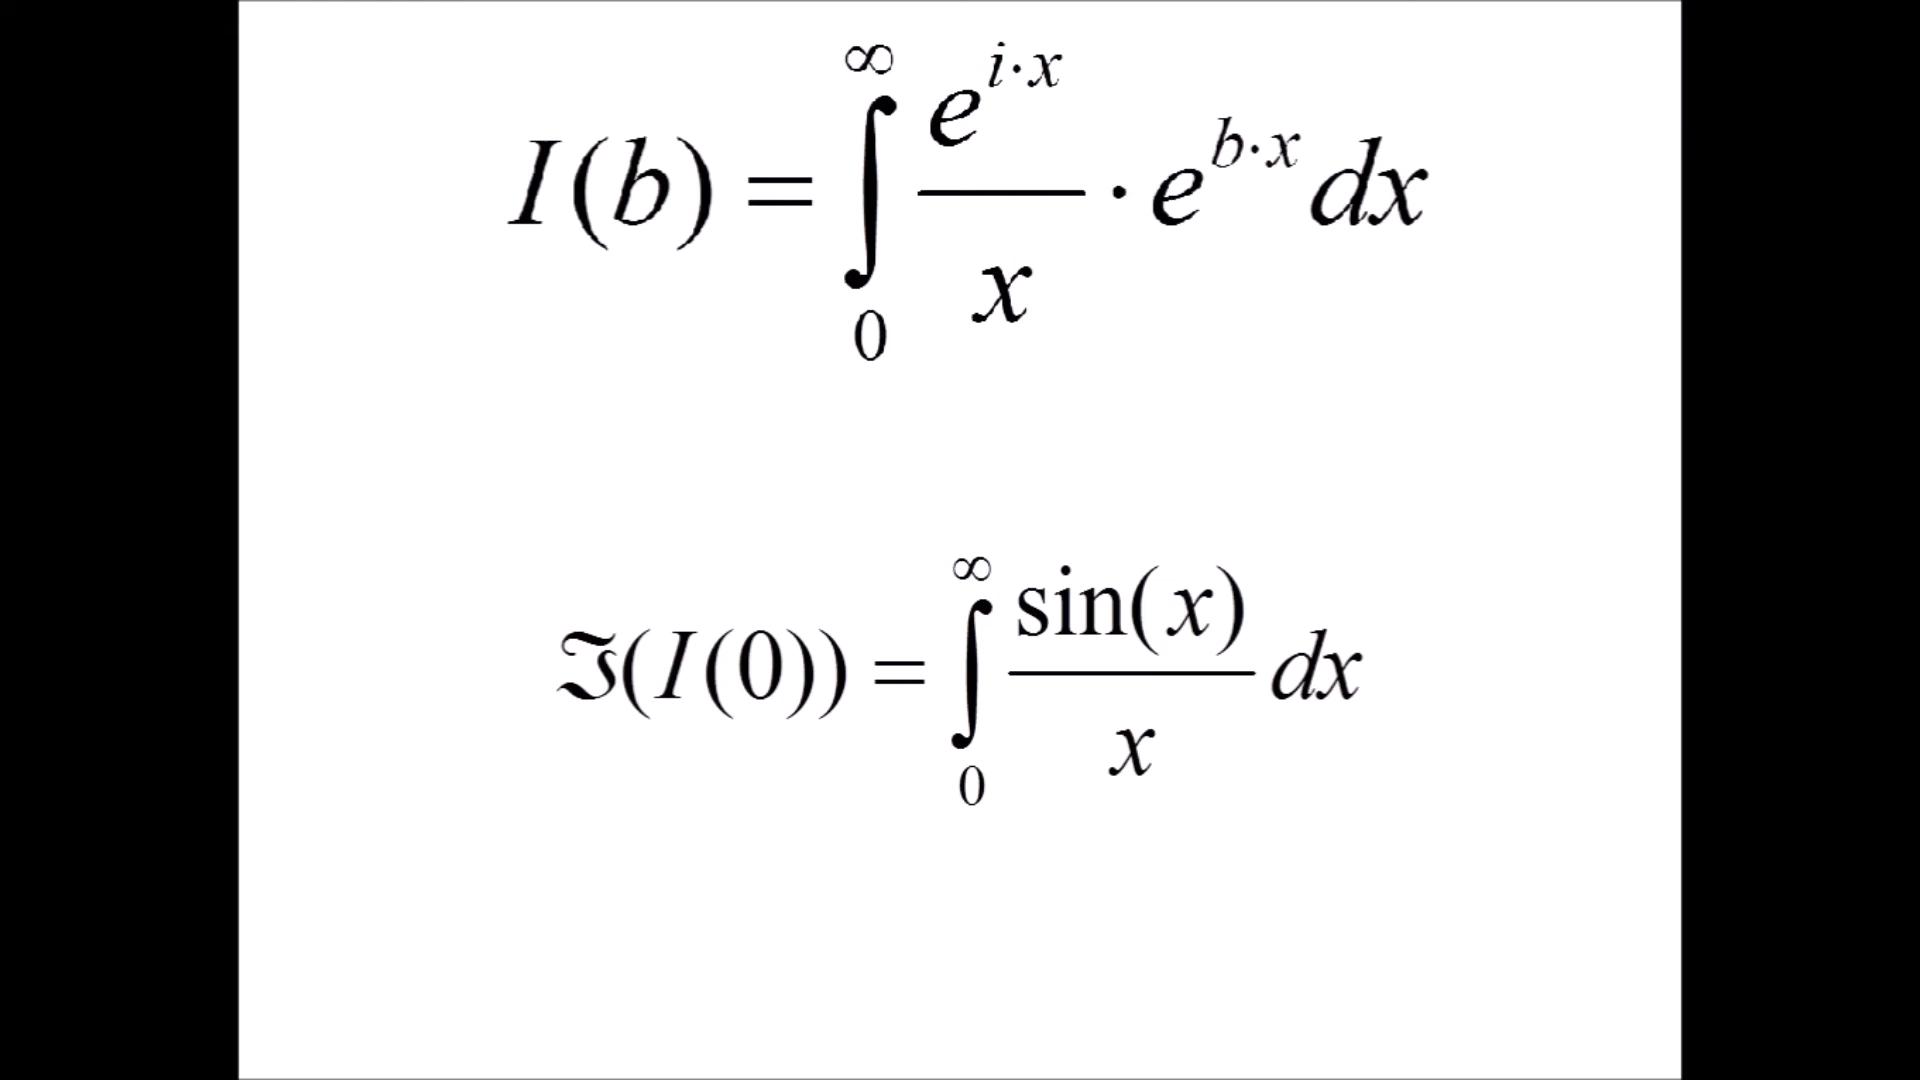 I(b) = ∫₀^∞ e^{i·x}/x · e^{b·x} dx
ℑ(I(0)) = ∫₀^∞ sin(x)/x dx